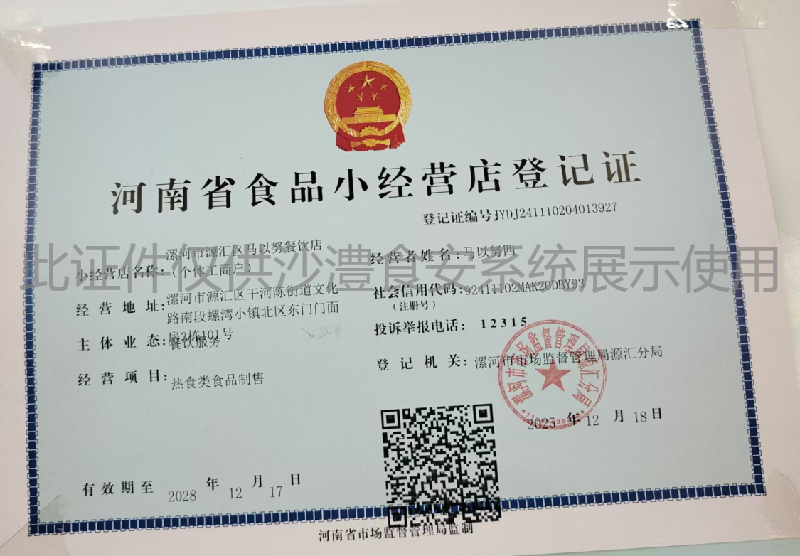 河南省食品小经营店登记证
登记证编号JYDJ241110204013927
小经营店名称:漯河市源汇区马以努餐饮店
(个体工商户)
经营者姓名:马以努四
经营地址:漯河市源汇区干河陈街道文化
路南段螺湾小镇北区东门门面
房2栋101号
社会信用代码:92411102MAK20DBY93
(注册号)
主体业态:餐饮服务
投诉举报电话:12315
经营项目:热食类食品制售
登记机关:漯河市市场监督管理局源汇分局
2025年12月18日
有效期至 2028年12月17日
河南省市场监督管理局监制
此证件仅供沙澧食安系统展示使用